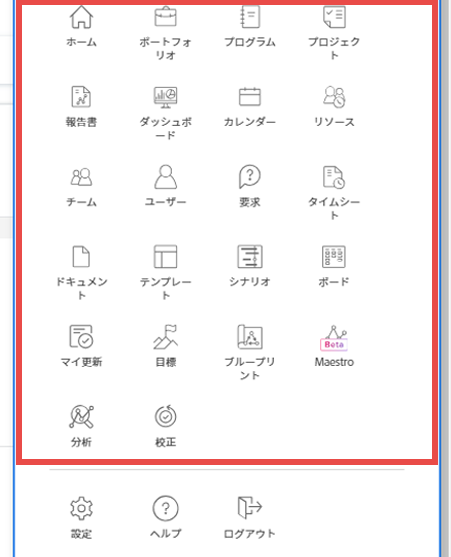 ホーム
ポートフォ
リオ
プログラム
プロジェク
ト
報告書
ダッシュボ
ード
カレンダー
リソース
チーム
ユーザー
要求
タイムシー
ト
ドキュメン
ト
テンプレー
ト
シナリオ
ボード
マイ更新
目標
ブループリ
ント
Beta
Maestro
分析
校正
設定
ヘルプ
ログアウト